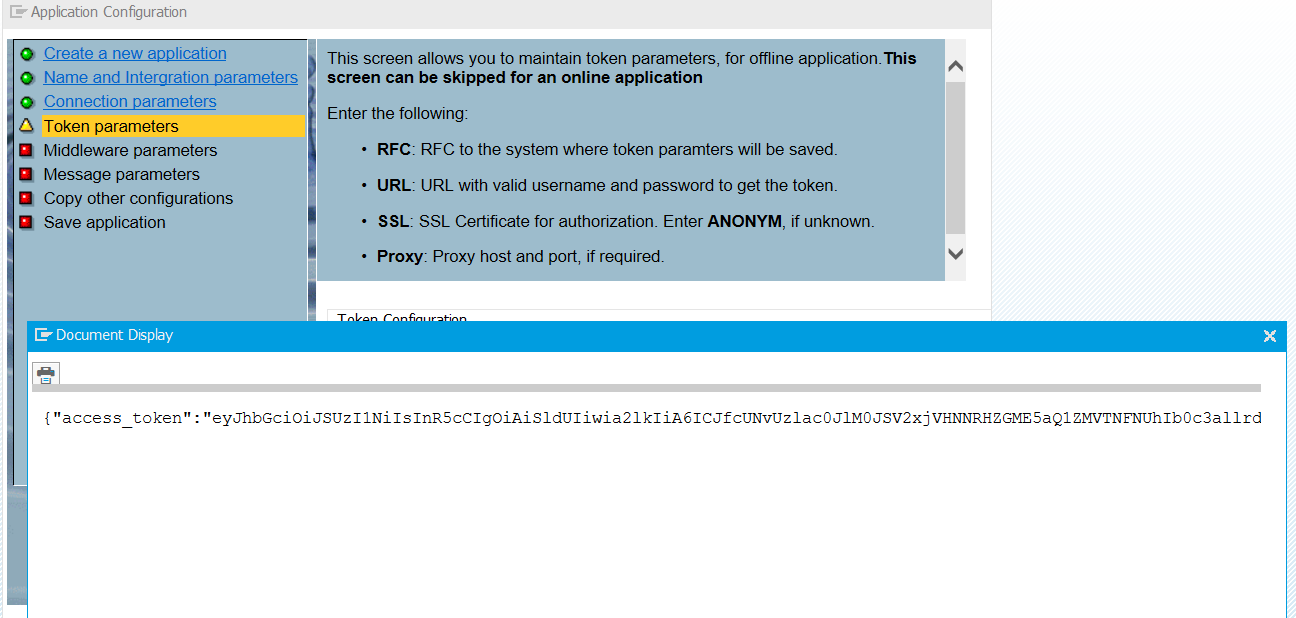 Application Configuration
Create a new application
Name and Intergration parameters
Connection parameters
Token parameters
Middleware parameters
Message parameters
Copy other configurations
Save application
This screen allows you to maintain token parameters, for offline application.This
screen can be skipped for an online application
Enter the following:
• RFC: RFC to the system where token paramters will be saved.
• URL: URL with valid username and password to get the token.
• SSL: SSL Certificate for authorization. Enter ANONYM, if unknown.
• Proxy: Proxy host and port, if required.
Token Configuration
Document Display
{"access_token":"eyJhbGciOiJSUzI1NiIsInR5cCIgOiAiSldUIiwia2lkIiA6ICJfcUNvUzlac0JlM0JSV2xjVHNNRHZGME5aQ1ZMVTNFNUhIb0c3allrd